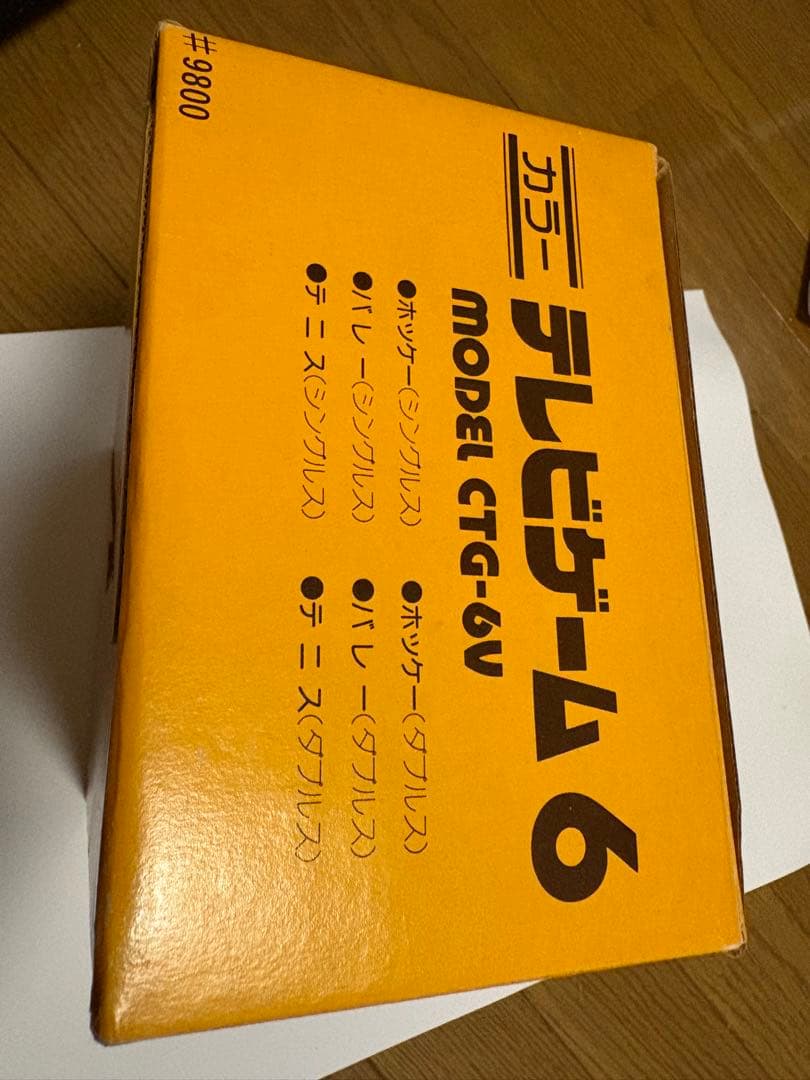 カラー
テレビゲーム 6
MODEL CTG-6V
●ホッケー(シングルス) ●ホッケー(ダブルス)
●バレー(シングルス) ●バレー(ダブルス)
●テニス(シングルス) ●テニス(ダブルス)
#9800